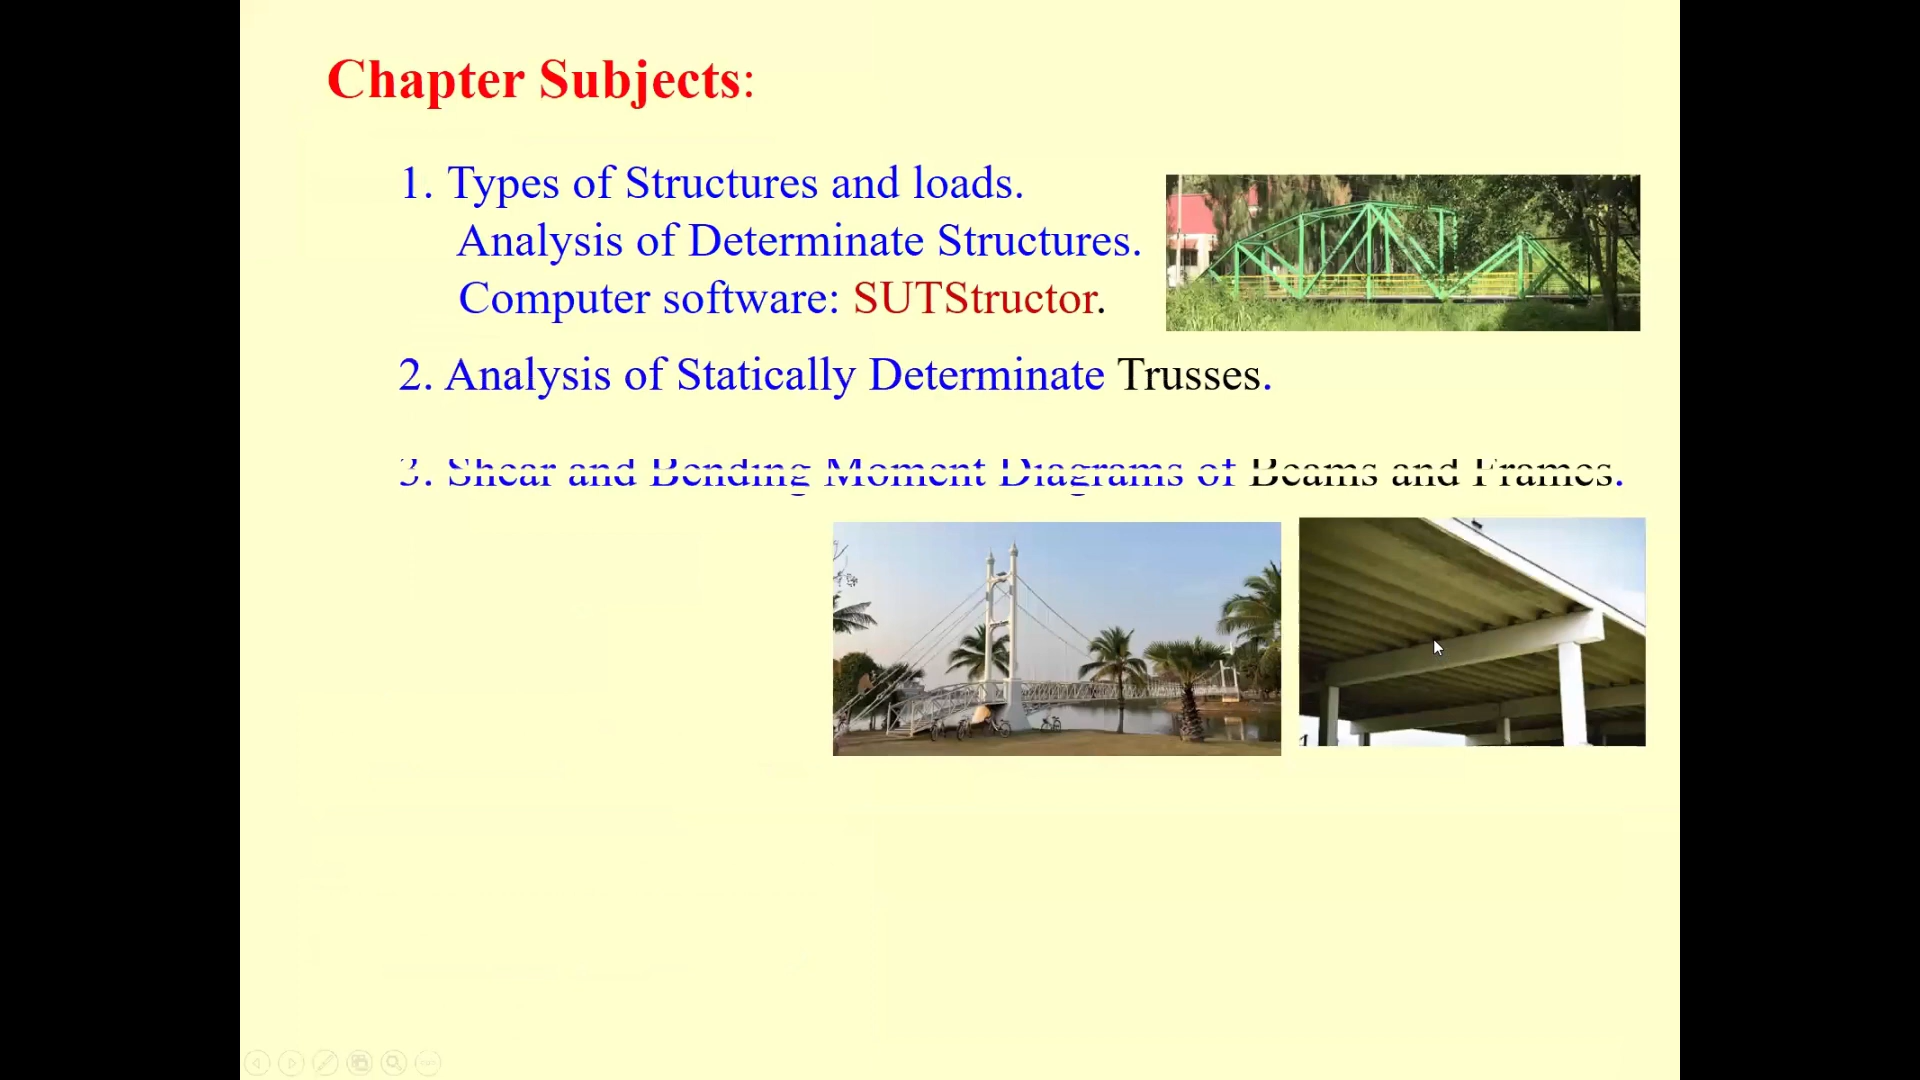 Chapter Subjects:
1. Types of Structures and loads.
Analysis of Determinate Structures.
Computer software: SUTStructor.
2. Analysis of Statically Determinate Trusses.
3. Shear and Bending Moment Diagrams of Beams and Frames.